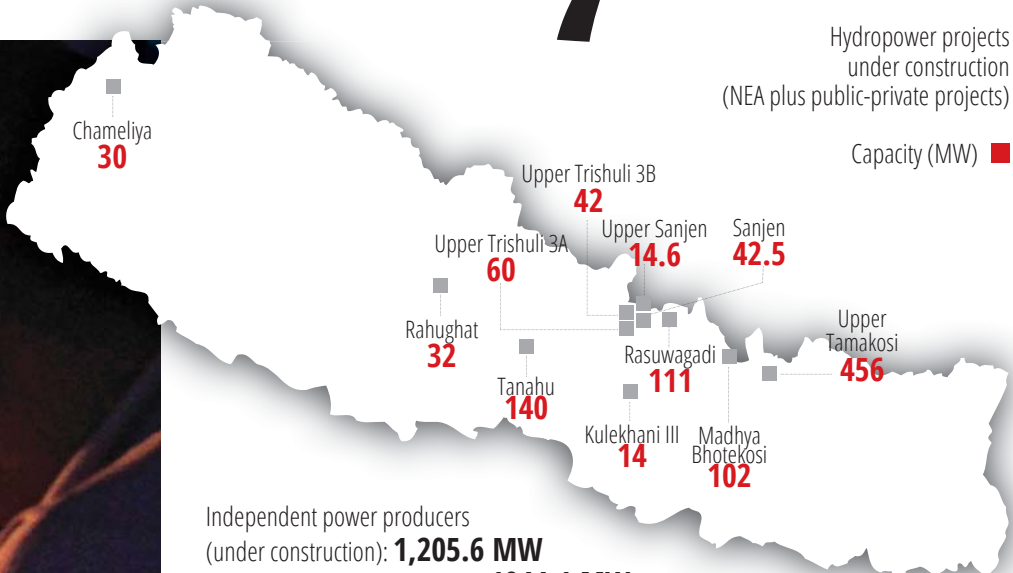 Hydropower projects
under construction
(NEA plus public-private projects)
Capacity (MW)
Chameliya
30
Upper Trishuli 3B
42
Upper Sanjen
14.6
Sanjen
42.5
Upper Trishuli 3A
60
Rahughat
32
Tanahu
140
Rasuwagadi
111
Upper
Tamakosi
456
Kulekhani III
14
Madhya
Bhotekosi
102
Independent power producers
(under construction): 1,205.6 MW